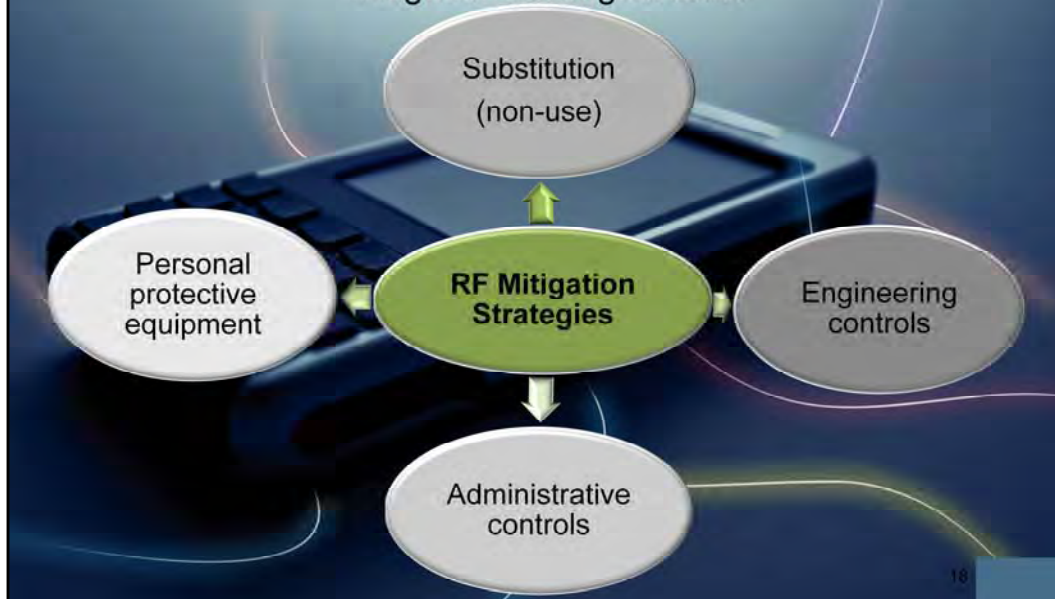 Substitution
(non-use)
Personal
protective
equipment
RF Mitigation
Strategies
Engineering
controls
Administrative
controls
18